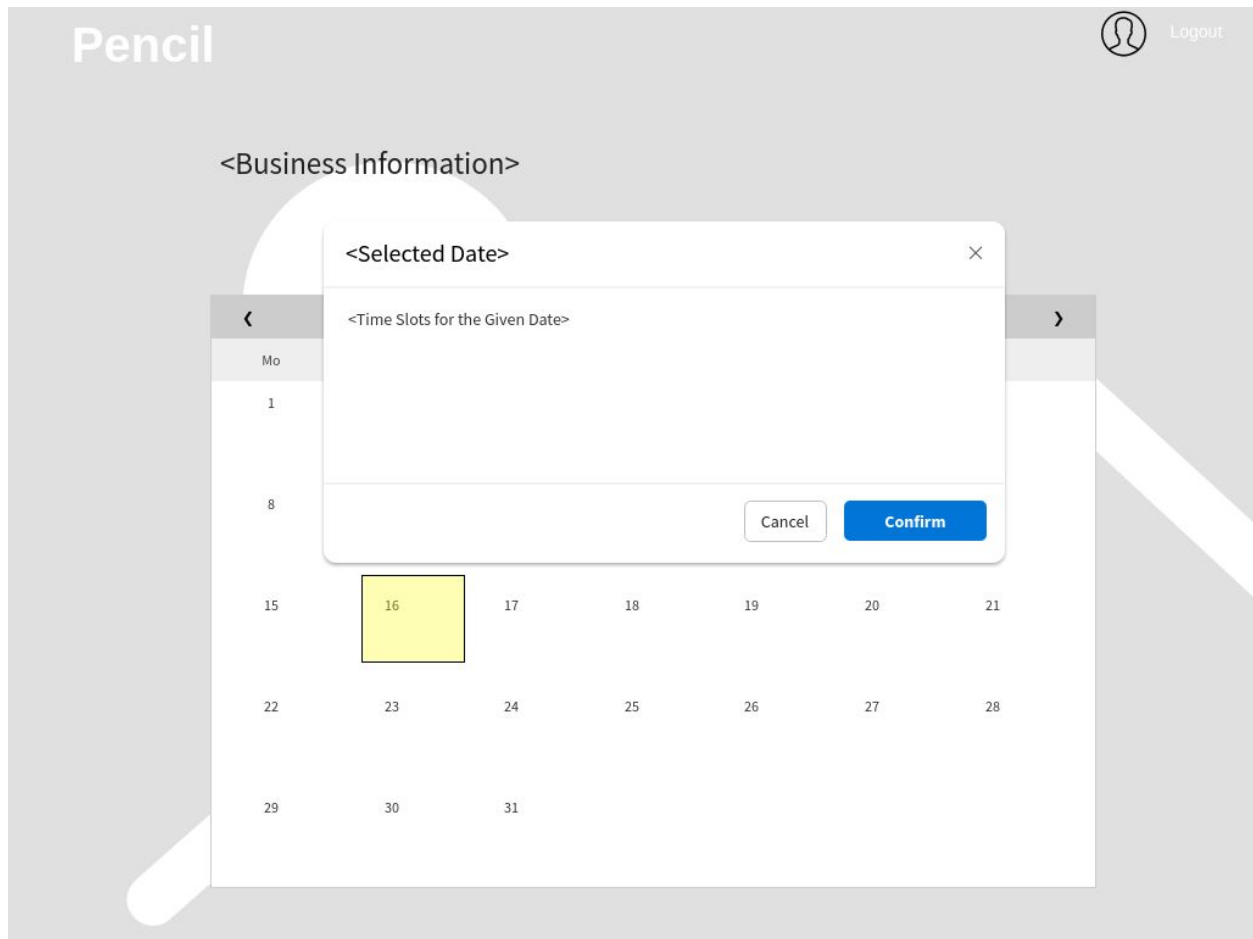 Pencil
Logout
<Business Information>
<Selected Date>
×
❮
<Time Slots for the Given Date>
❯
Mo
1
8
Cancel
Confirm
15 16 17 18 19 20 21
22 23 24 25 26 27 28
29 30 31